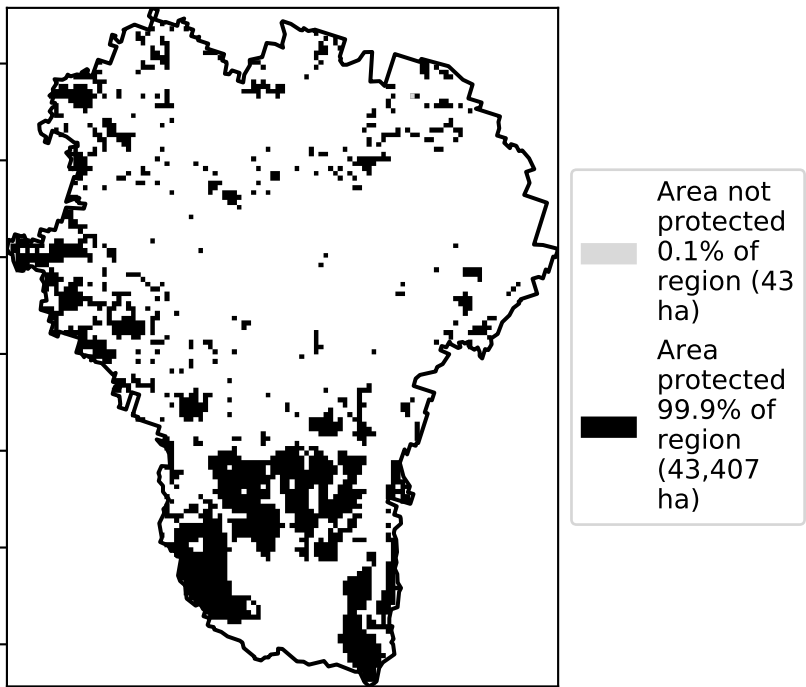 Area not
protected
0.1% of
region (43
ha)
Area
protected
99.9% of
region
(43,407
ha)